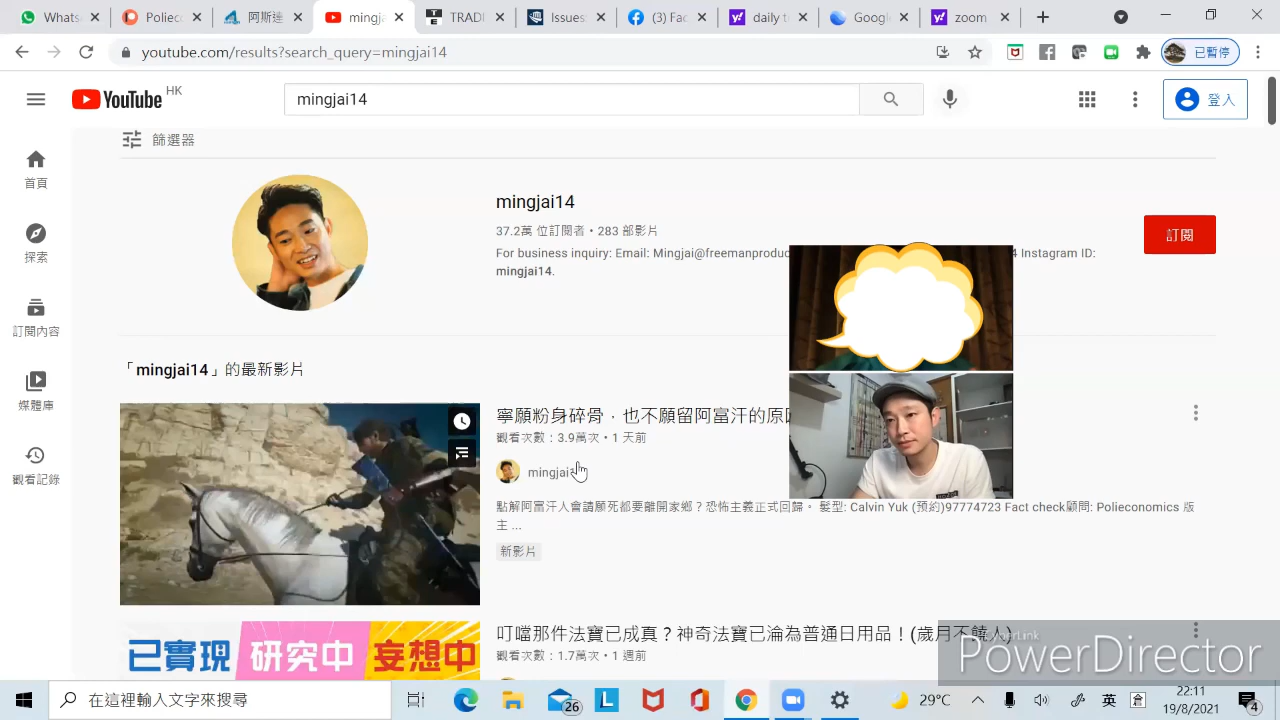 Whats
Poliec
阿斯達
mingj
TRADI
Issues
(3) Fac
daily t
Googl
zoom
youtube.com/results?search_query=mingjai14
已暫停
YouTube HK
mingjai14
登入
篩選器
首頁
探索
訂閱內容
媒體庫
觀看記錄
mingjai14
37.2萬 位訂閱者 • 283 部影片
For business inquiry: Email: Mingjai@freemanproduc 4 Instagram ID:
mingjai14.
訂閱
「mingjai14」的最新影片
寧願粉身碎骨，也不願留阿富汗的原因
觀看次數：3.9萬次 • 1 天前
mingjai
點解阿富汗人會請願死都要離開家鄉？恐怖主義正式回歸。 髮型: Calvin Yuk (預約)97774723 Fact check顧問: Polieconomics 版
主 ...
新影片
已實現 研究中 妄想中
叮噹那件法寶已成真？神奇法寶已淪為普通日用品！(歲月不饒人)
觀看次數：1.7萬次 • 1 週前
CyberLink
PowerDirector
在這裡輸入文字來搜尋
26
29°C
英
倉
22:11
19/8/2021
4